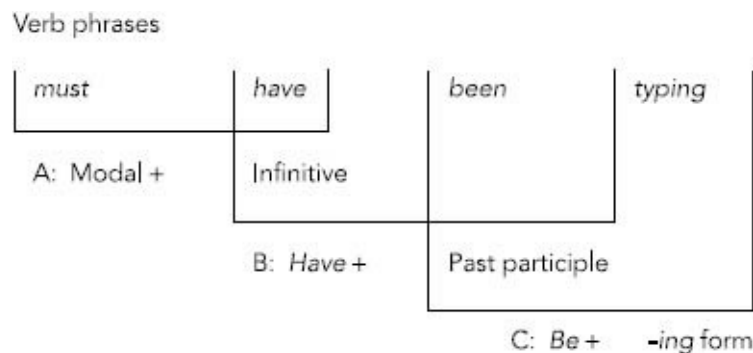 Verb phrases
must have been typing
A: Modal + Infinitive
B: Have + Past participle
C: Be + -ing form